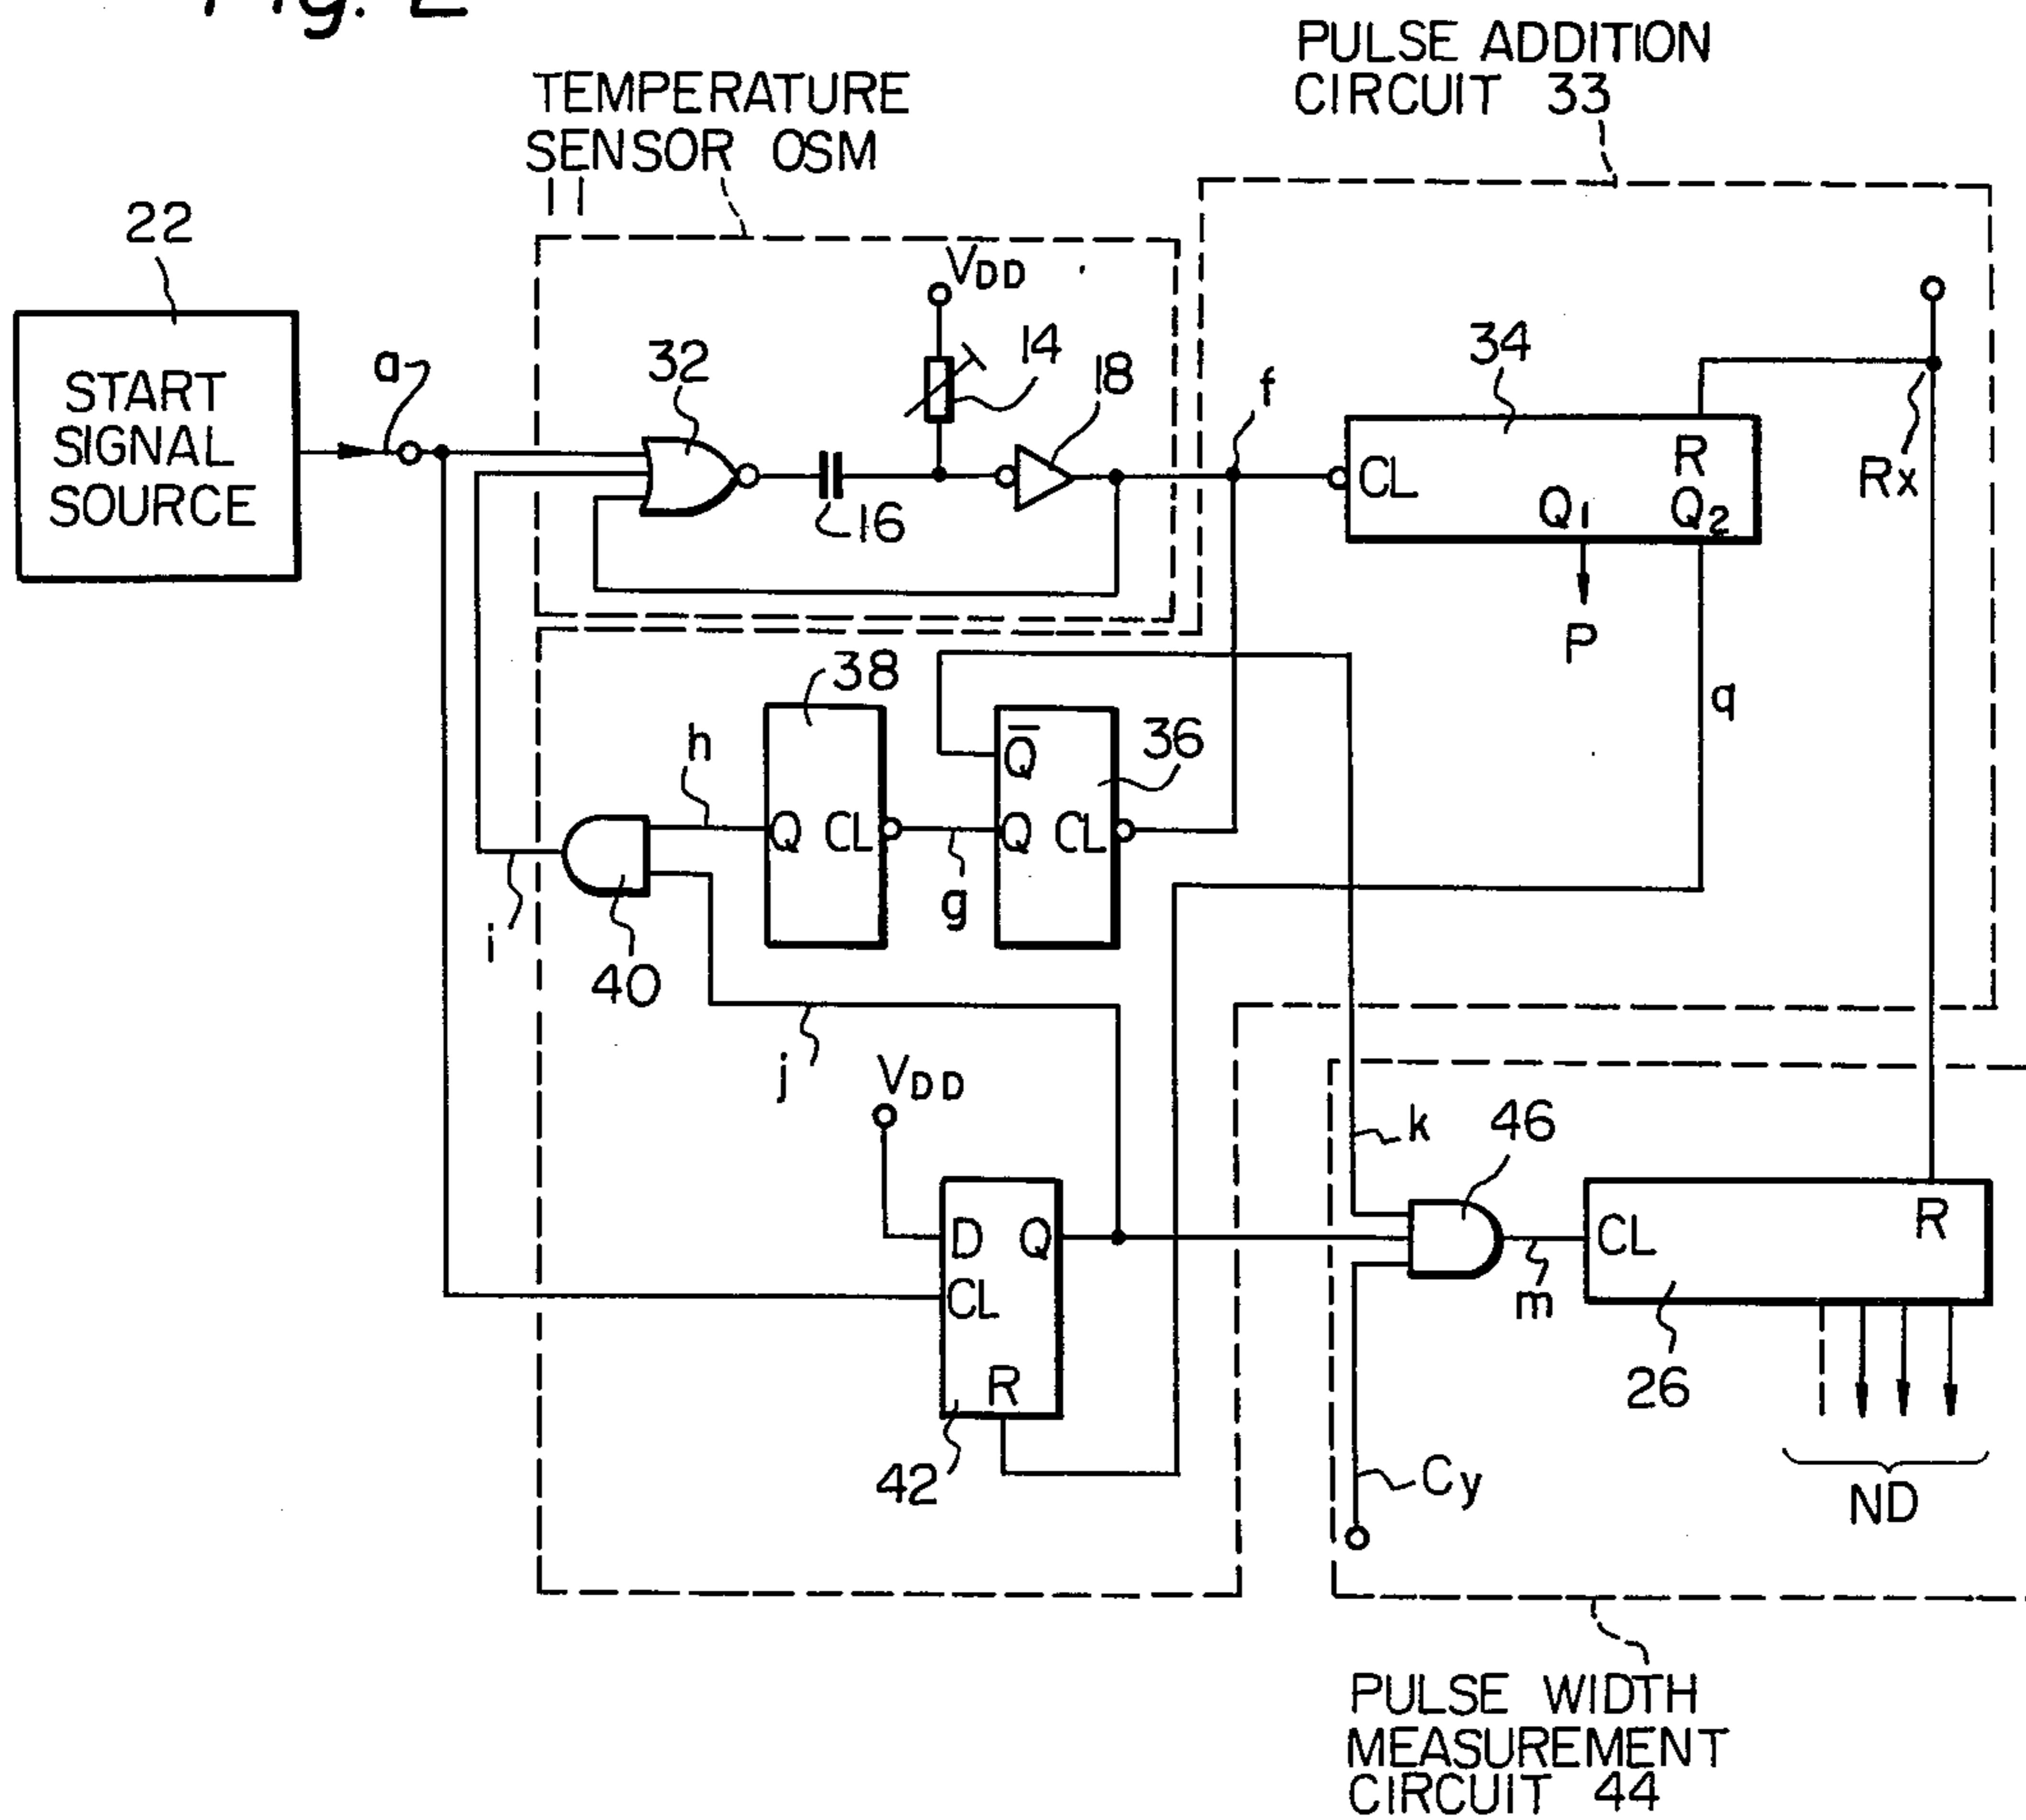 Fig. 2
PULSE ADDITION
CIRCUIT 33
TEMPERATURE
SENSOR OSM
11
22
START
SIGNAL
SOURCE
a
32
VDD
14
18
16
f
34
CL
R
Q1
Q2
P
Rx
q
38
h
Q
CL
g
36
Q̅
Q
CL
i
40
j
VDD
D
Q
CL
R
42
k
46
m
CL
R
26
Cy
ND
PULSE WIDTH
MEASUREMENT
CIRCUIT 44